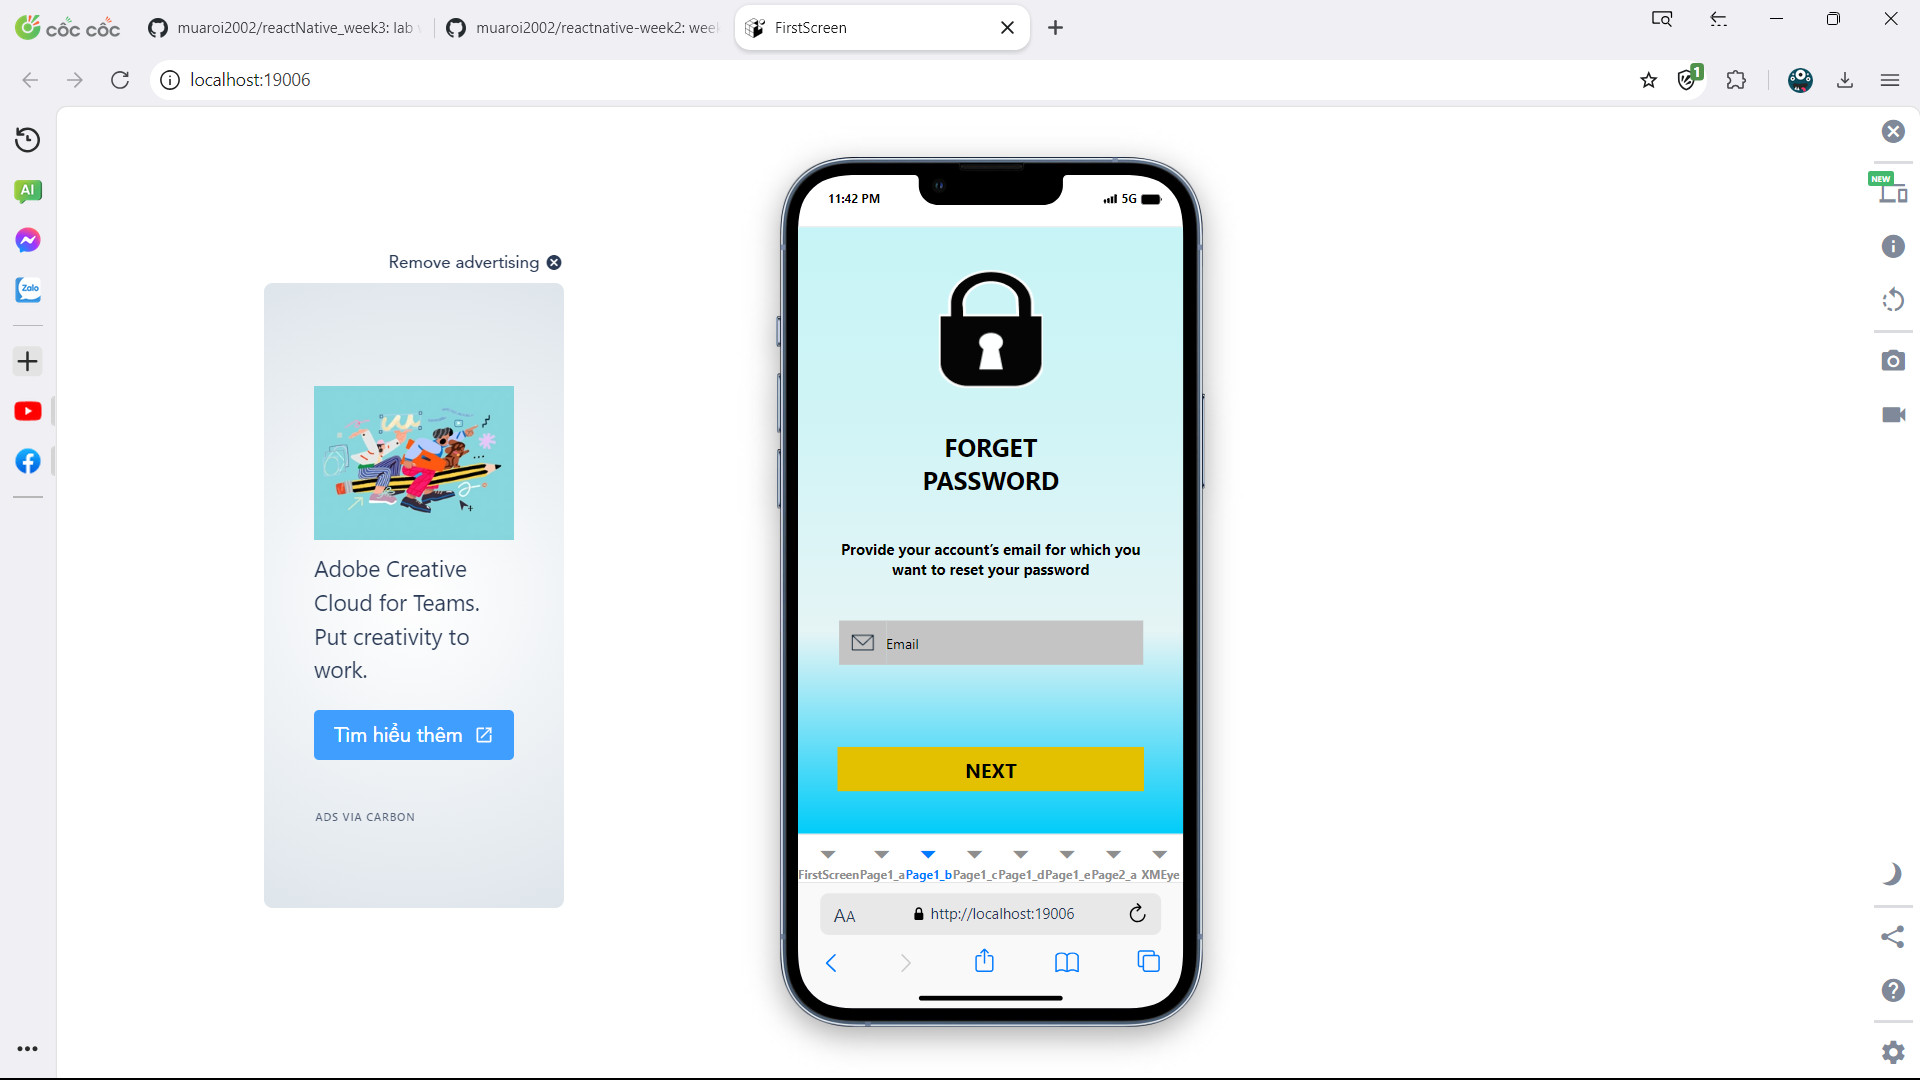 cốc cốc
muaroi2002/reactNative_week3: lab
muaroi2002/reactnative-week2: week
FirstScreen
localhost:19006
1
AI
Zalo
NEW
Remove advertising
Adobe Creative
Cloud for Teams.
Put creativity to
work.
Tìm hiểu thêm
ADS VIA CARBON
11:42 PM
5G
FORGET
PASSWORD
Provide your account’s email for which you
want to reset your password
Email
NEXT
FirstScreen Page1_a Page1_b Page1_c Page1_d Page1_e Page2_a XMEye
AA http://localhost:19006